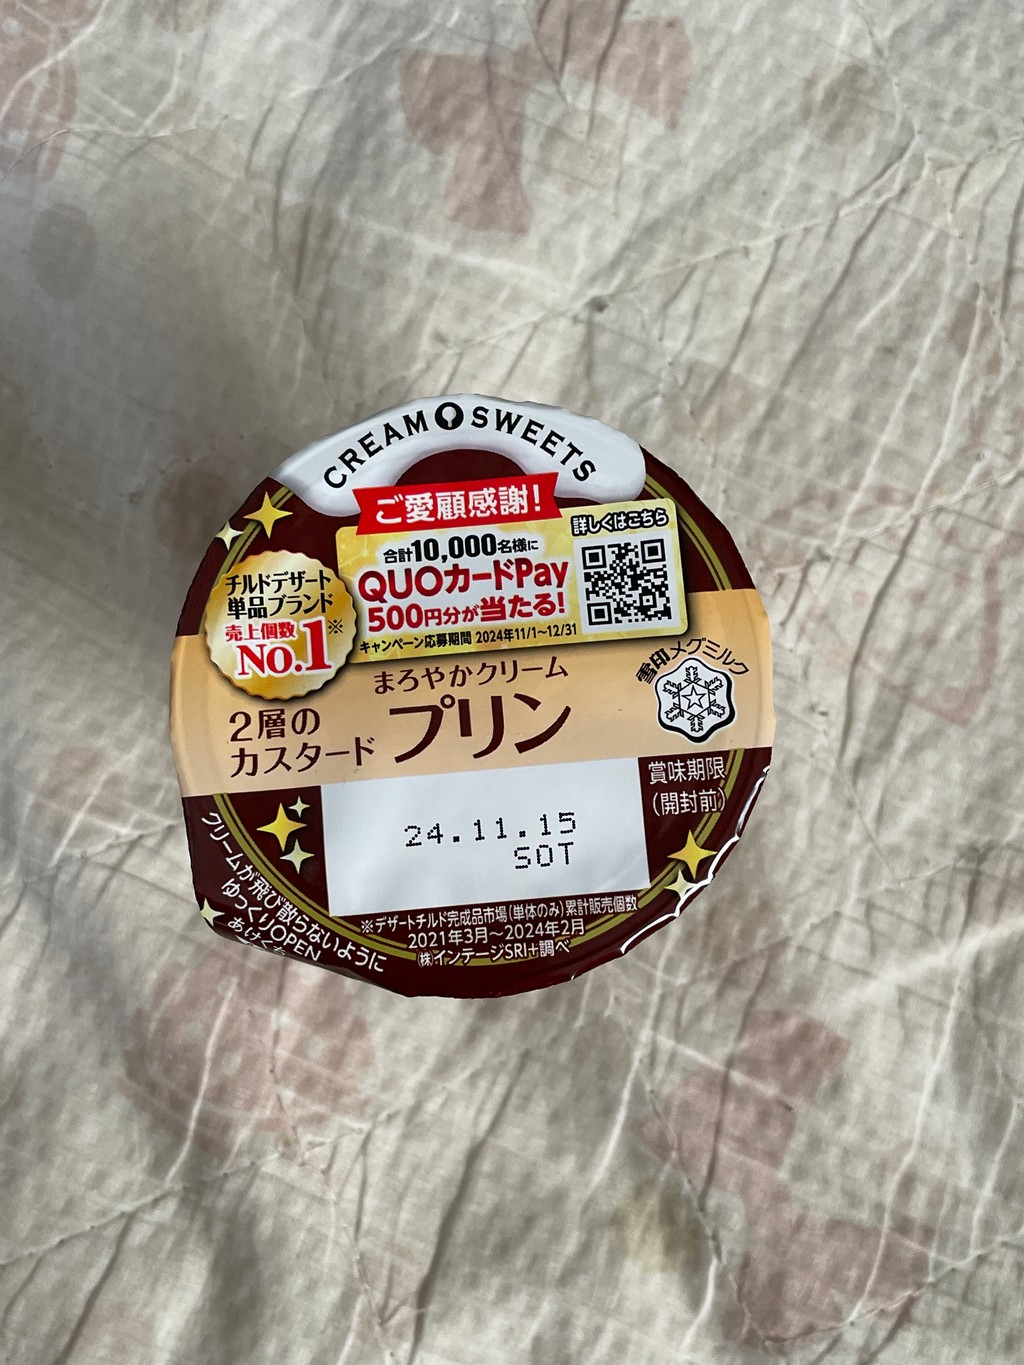 CREAM SWEETS
ご愛顧感謝!
合計10,000名様に
QUOカードPay
500円分が当たる!
キャンペーン応募期間 2024年11/1~12/31
詳しくはこちら
チルドデザート
単品ブランド
売上個数
No.1※
まろやかクリーム
2層の
カスタード
プリン
雪印メグミルク
賞味期限
(開封前)
24.11.15
SOT
※デザートチルド完成品市場(単体のみ)累計販売個数
2021年3月~2024年2月
㈱インテージSRI+調べ
クリームが飛び散らないように
ゆっくりOPEN